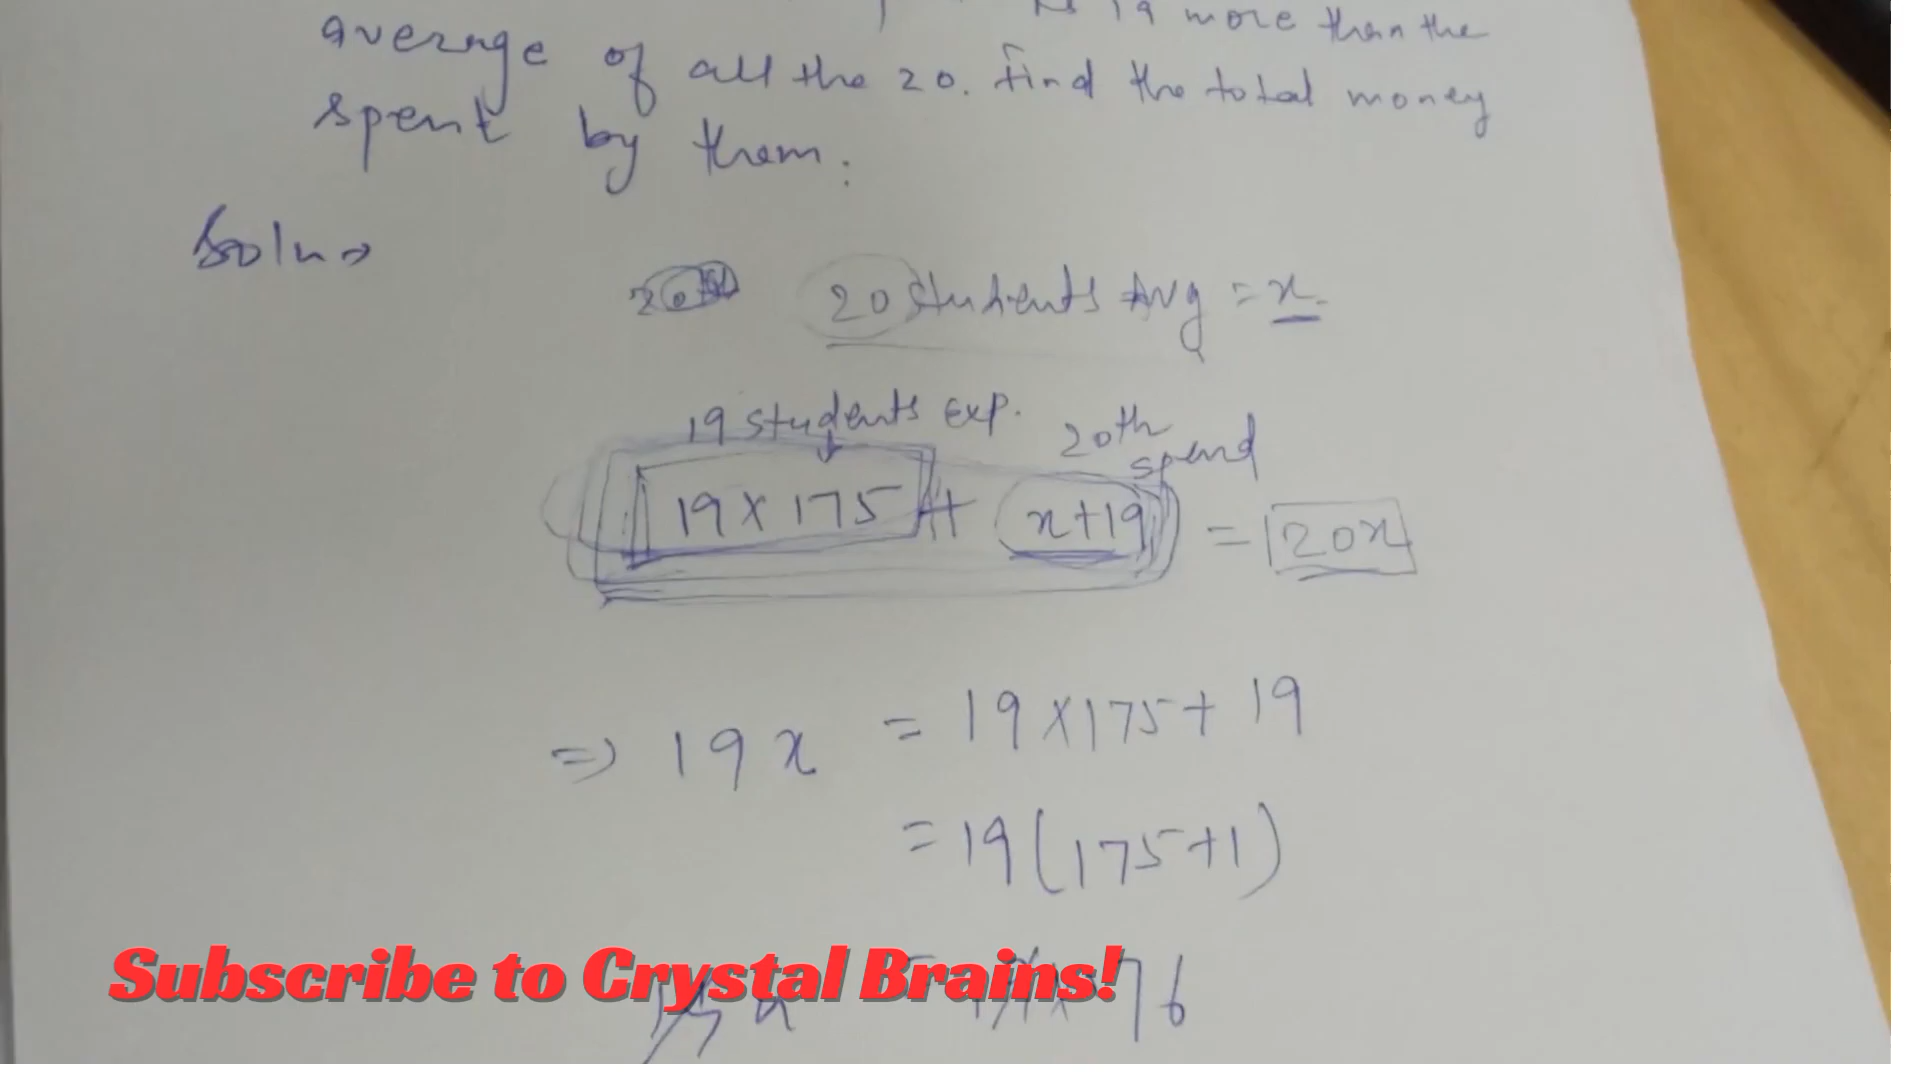 19 more than the
average of all the 20. Find the total money
spent by them.
Soln
20 students Avg = x.
19 students exp.
20th spend
19 x 175 + x+19 = 20x
=> 19 x = 19 x 175 + 19
= 19 (175+1)
Subscribe to Crystal Brains!